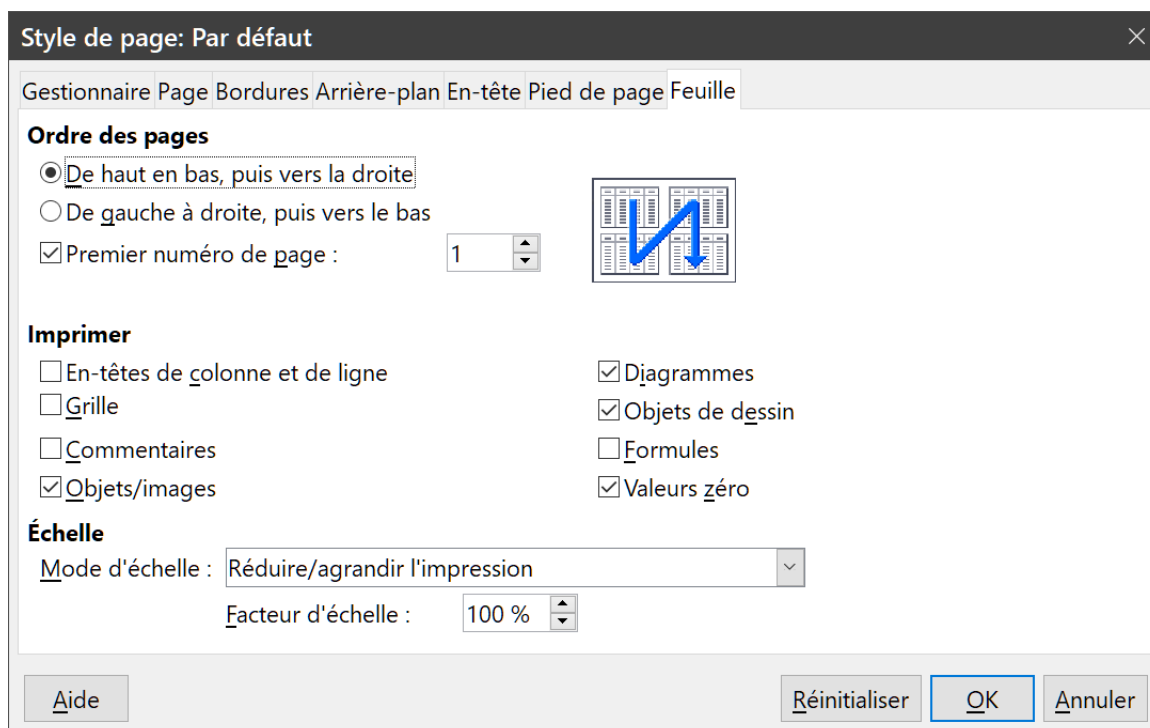 Style de page: Par défaut
Gestionnaire Page Bordures Arrière-plan En-tête Pied de page Feuille
Ordre des pages
De haut en bas, puis vers la droite
De gauche à droite, puis vers le bas
Premier numéro de page : 1
Imprimer
En-têtes de colonne et de ligne
Grille
Commentaires
Objets/images
Diagrammes
Objets de dessin
Formules
Valeurs zéro
Échelle
Mode d'échelle : Réduire/agrandir l'impression
Facteur d'échelle : 100 %
Aide Réinitialiser OK Annuler